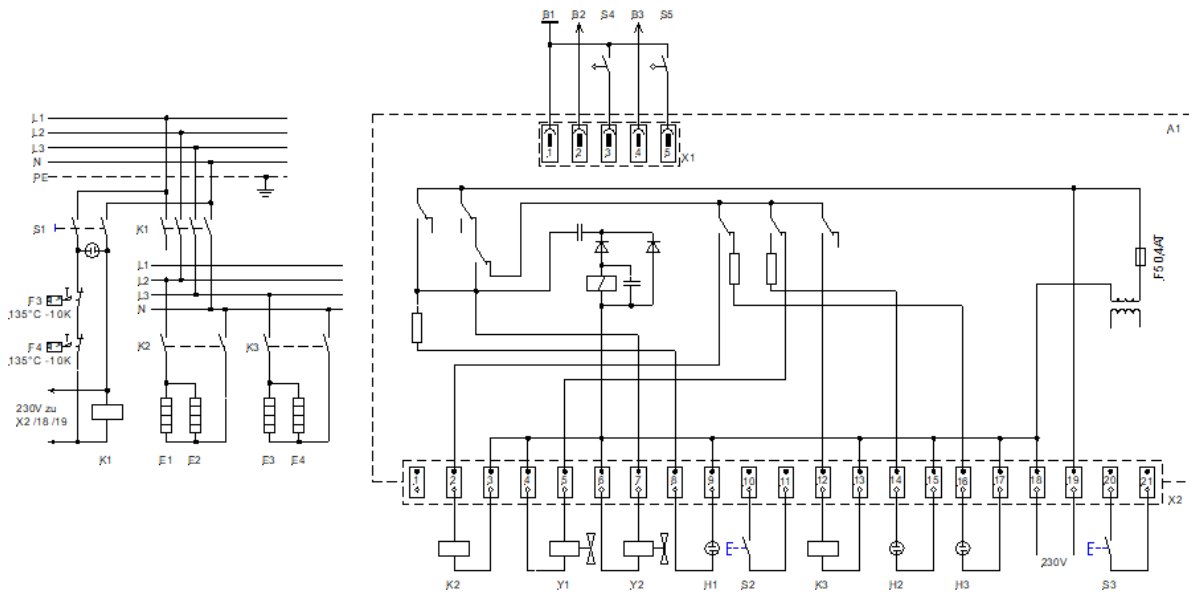 B1 B2 S4 B3 S5
A1
1 2 3 4 5
X1
L1
L2
L3
N
PE
S1
K1
L1
L2
L3
N
F3
135°C -10K
F4
135°C -10K
K2
K3
230V zu
X2 /18 /19
K1 E1 E2 E3 E4
F5 0,4AT
1 2 3 4 5 6 7 8 9 10 11 12 13 14 15 16 17 18 19 20 21
X2
230V
K2 Y1 Y2 H1 S2 K3 H2 H3 S3